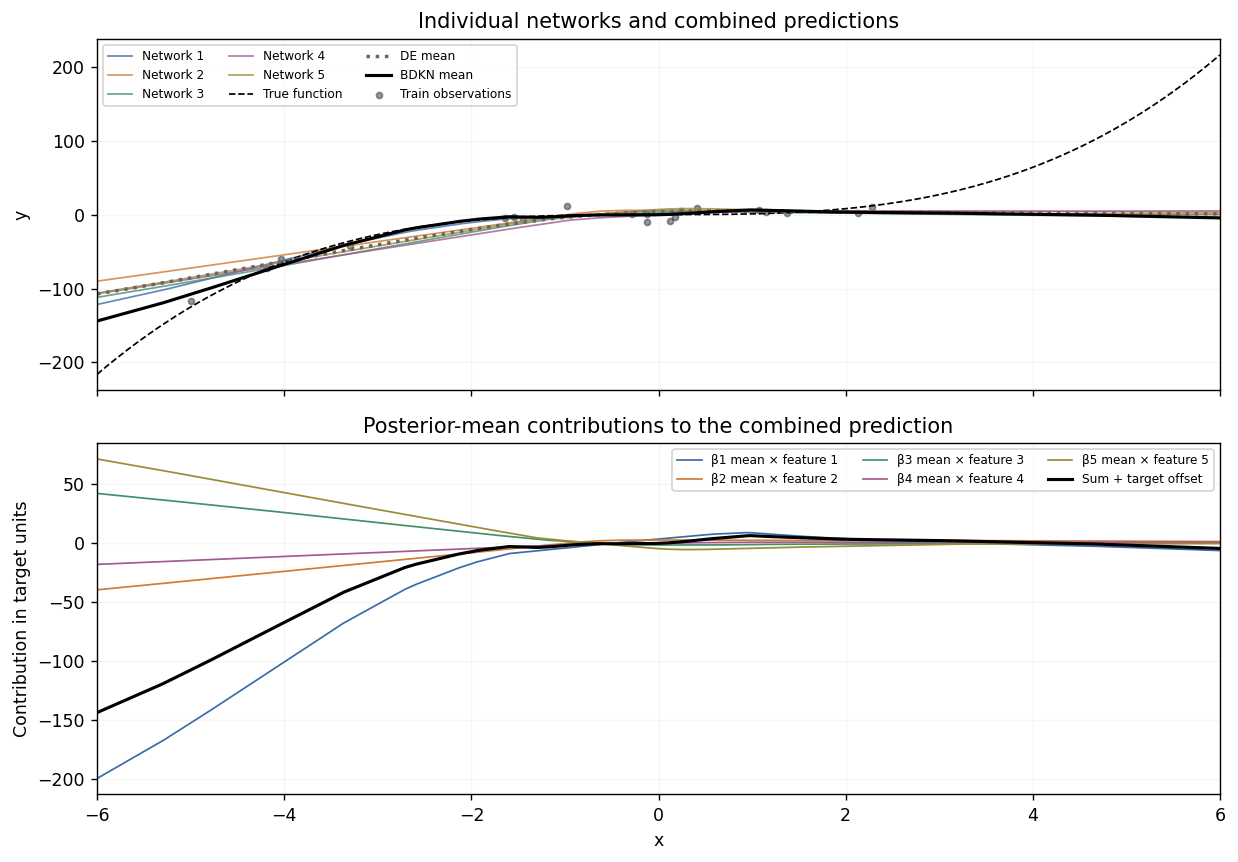 Individual networks and combined predictions
Network 1
Network 2
Network 3
Network 4
Network 5
True function
DE mean
BDKN mean
Train observations
200
100
0
−100
−200
y
Posterior-mean contributions to the combined prediction
β1 mean × feature 1
β2 mean × feature 2
β3 mean × feature 3
β4 mean × feature 4
β5 mean × feature 5
Sum + target offset
50
0
−50
−100
−150
−200
Contribution in target units
−6
−4
−2
0
2
4
6
x